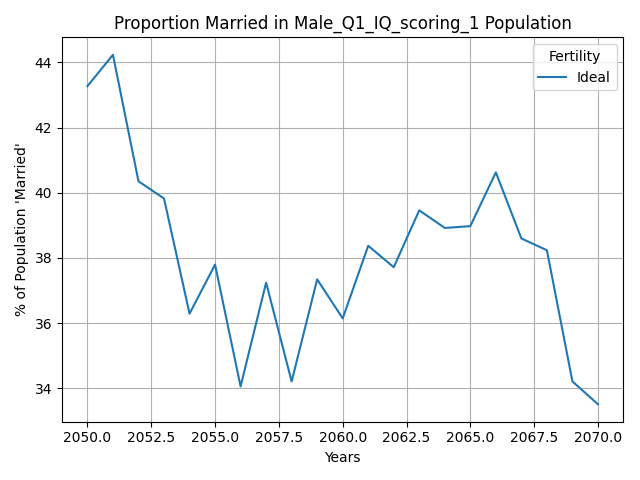 Proportion Married in Male_Q1_IQ_scoring_1 Population
Fertility
Ideal
% of Population 'Married'
44
42
40
38
36
34
2050.0 2052.5 2055.0 2057.5 2060.0 2062.5 2065.0 2067.5 2070.0
Years